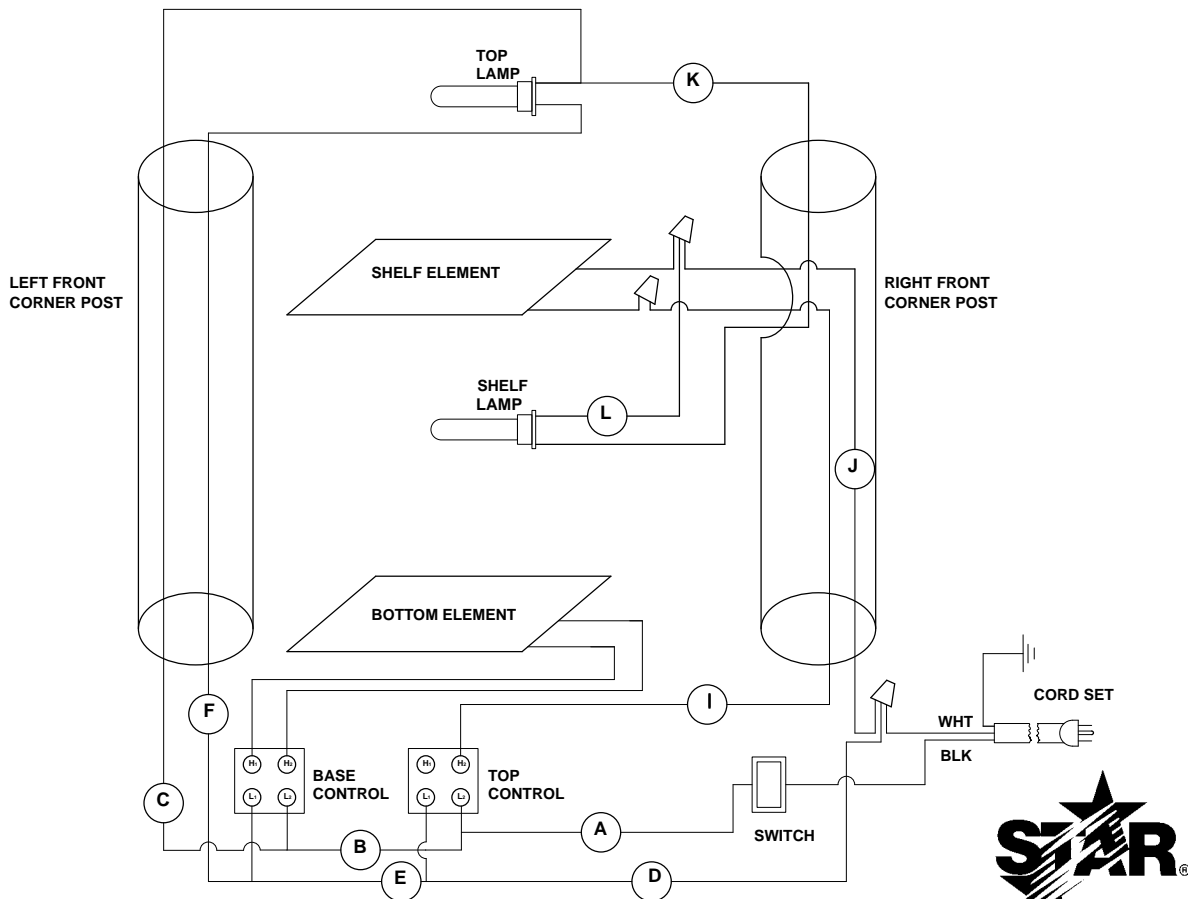 TOP
LAMP
K
LEFT FRONT
CORNER POST
SHELF ELEMENT
RIGHT FRONT
CORNER POST
SHELF
LAMP
L
J
BOTTOM ELEMENT
F
I
CORD SET
WHT
BLK
H₁ H₂
L₁ L₂
BASE
CONTROL
H₁ H₂
L₁ L₂
TOP
CONTROL
C
B
A
SWITCH
E
D
STAR®